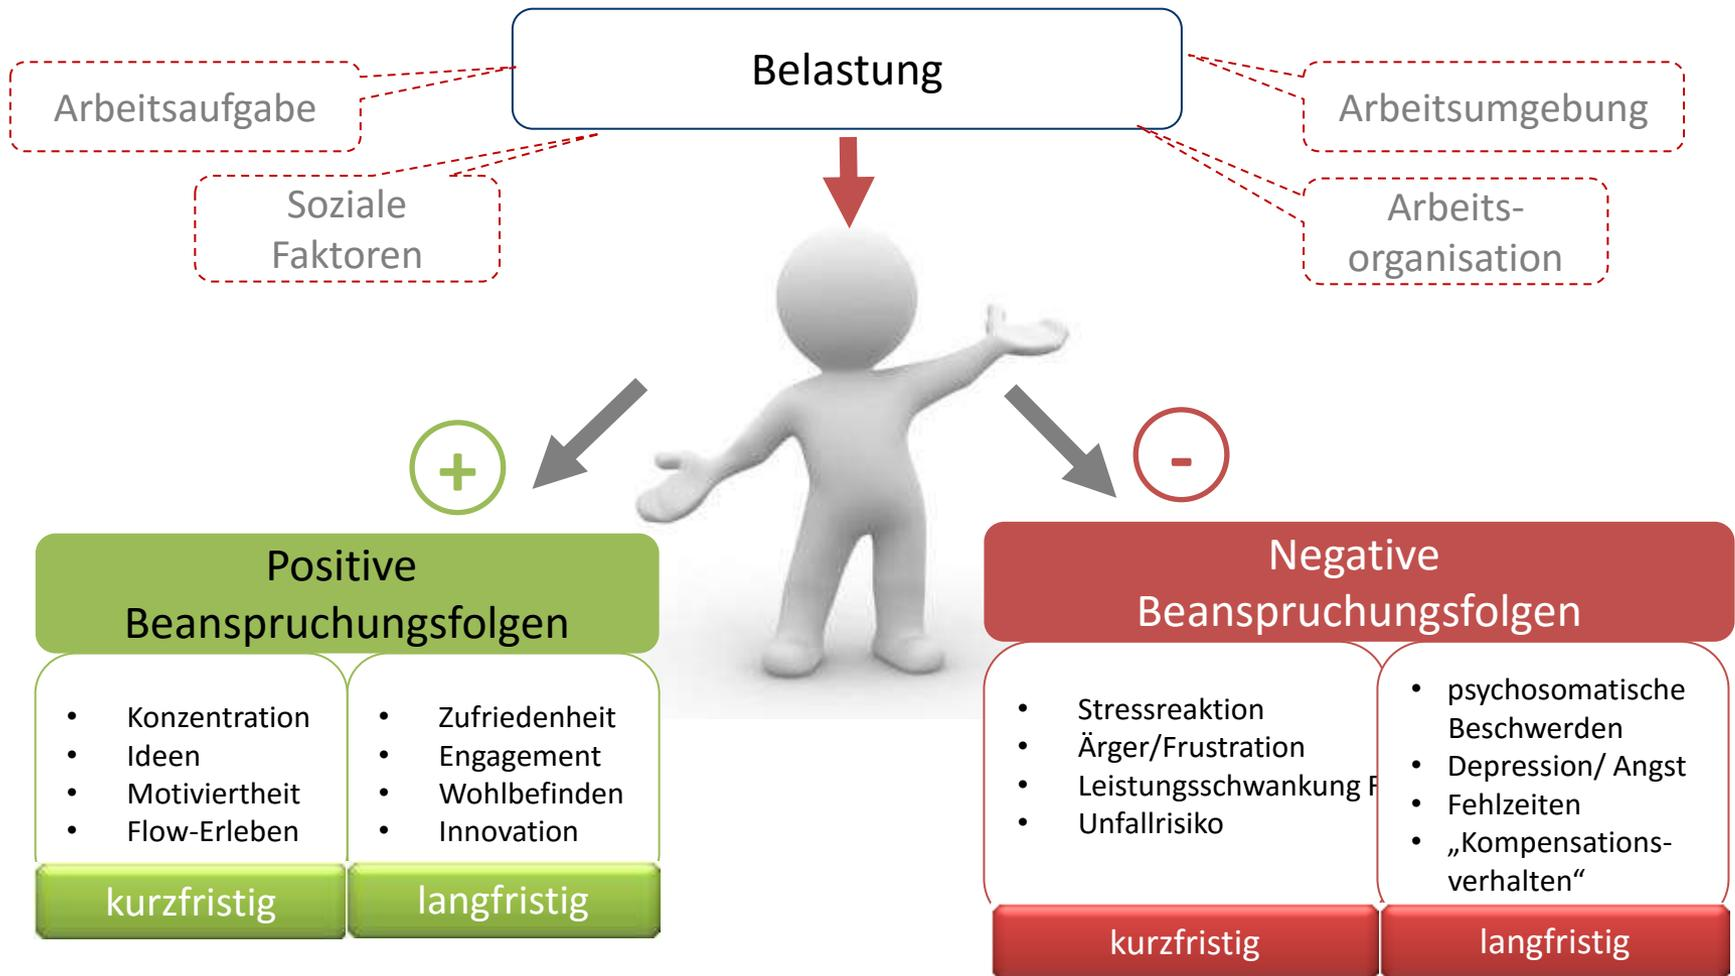 Belastung
Arbeitsaufgabe
Arbeitsumgebung
Soziale
Faktoren
Arbeits-
organisation
+
-
Positive
Beanspruchungsfolgen
• Konzentration
• Ideen
• Motiviertheit
• Flow-Erleben
kurzfristig
• Zufriedenheit
• Engagement
• Wohlbefinden
• Innovation
langfristig
Negative
Beanspruchungsfolgen
• Stressreaktion
• Ärger/Frustration
• Leistungsschwankung
• Unfallrisiko
kurzfristig
• psychosomatische
Beschwerden
• Depression/ Angst
• Fehlzeiten
• „Kompensations-
verhalten“
langfristig